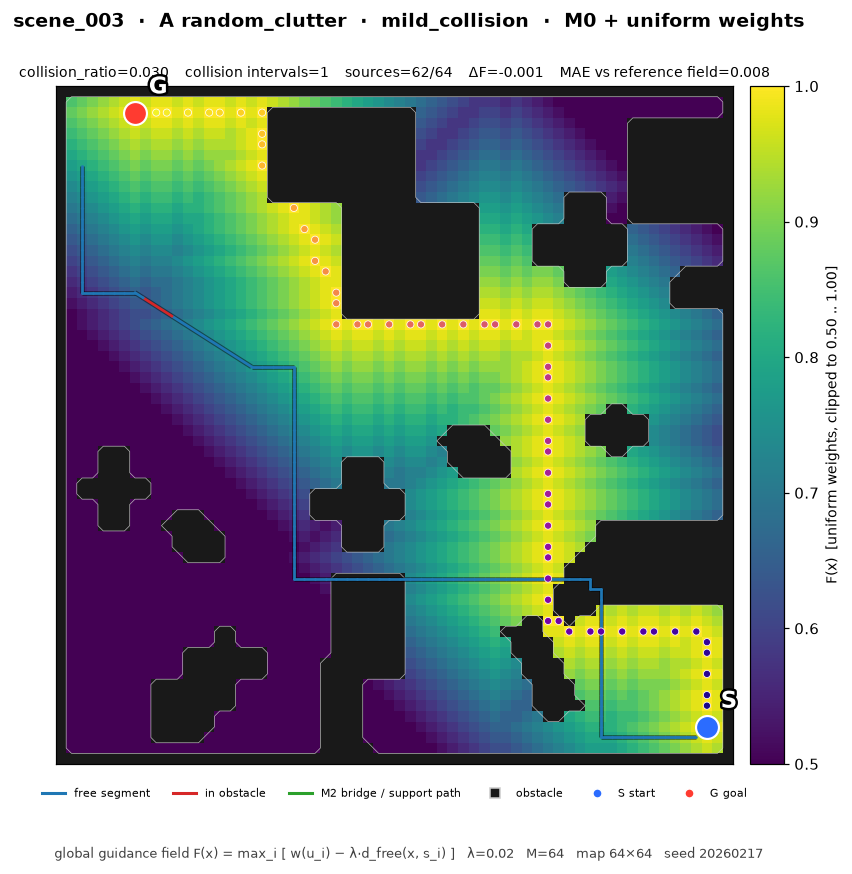 scene_003 · A random_clutter · mild_collision · M0 + uniform weights
collision_ratio=0.030 collision intervals=1 sources=62/64 ΔF=-0.001 MAE vs reference field=0.008
G
S
1.0
0.9
0.8
0.7
0.6
0.5
F(x) [uniform weights, clipped to 0.50 .. 1.00]
free segment in obstacle M2 bridge / support path obstacle S start G goal
global guidance field F(x) = max_i [ w(u_i) − λ·d_free(x, s_i) ] λ=0.02 M=64 map 64×64 seed 20260217